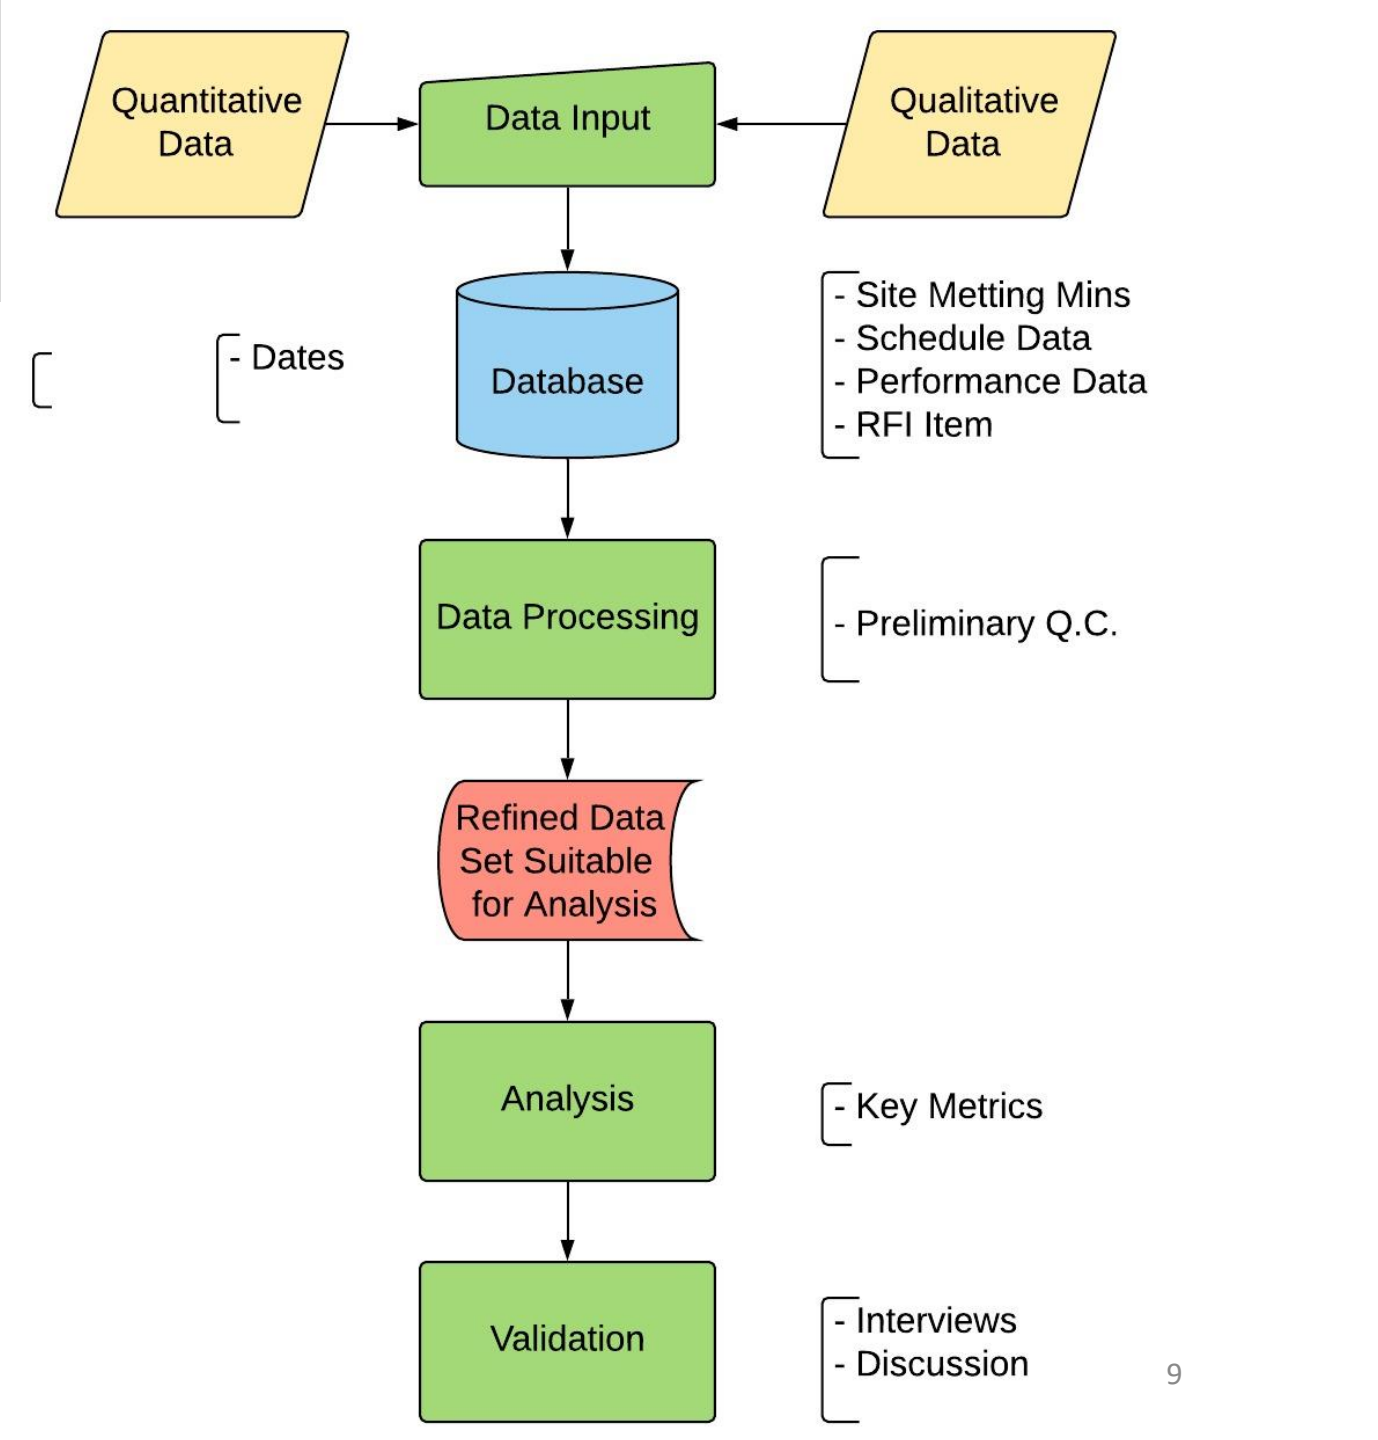 Quantitative
Data
Data Input
Qualitative
Data
- Dates
Database
- Site Metting Mins
- Schedule Data
- Performance Data
- RFI Item
Data Processing
- Preliminary Q.C.
Refined Data
Set Suitable
for Analysis
Analysis
- Key Metrics
Validation
- Interviews
- Discussion
9